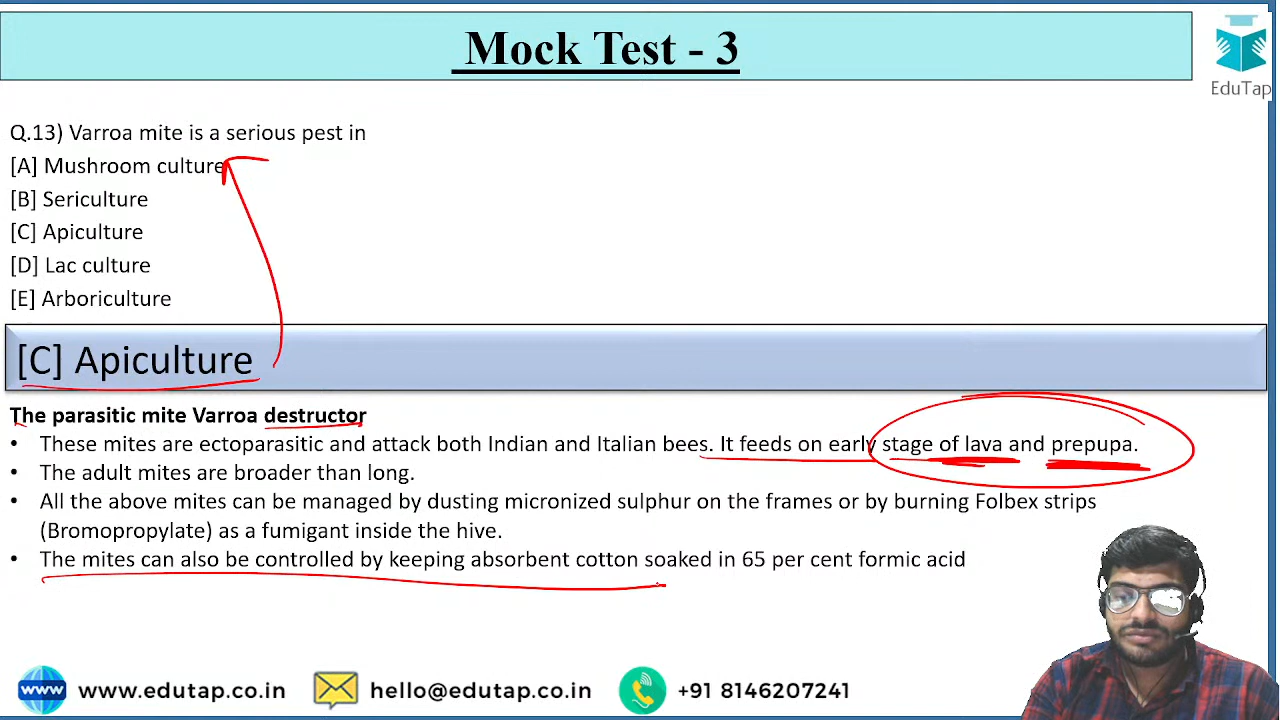 Mock Test - 3
EduTap
Q.13) Varroa mite is a serious pest in
[A] Mushroom culture
[B] Sericulture
[C] Apiculture
[D] Lac culture
[E] Arboriculture
[C] Apiculture
The parasitic mite Varroa destructor
• These mites are ectoparasitic and attack both Indian and Italian bees. It feeds on early stage of lava and prepupa.
• The adult mites are broader than long.
• All the above mites can be managed by dusting micronized sulphur on the frames or by burning Folbex strips
(Bromopropylate) as a fumigant inside the hive.
• The mites can also be controlled by keeping absorbent cotton soaked in 65 per cent formic acid
www www.edutap.co.in hello@edutap.co.in +91 8146207241